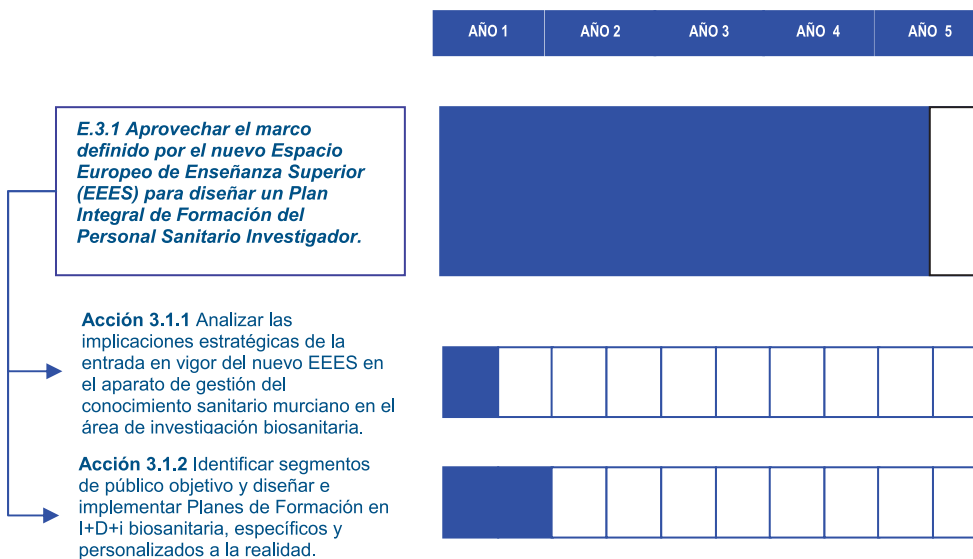 AÑO 1 AÑO 2 AÑO 3 AÑO 4 AÑO 5
E.3.1 Aprovechar el marco
definido por el nuevo Espacio
Europeo de Enseñanza Superior
(EEES) para diseñar un Plan
Integral de Formación del
Personal Sanitario Investigador.
Acción 3.1.1 Analizar las
implicaciones estratégicas de la
entrada en vigor del nuevo EEES en
el aparato de gestión del
conocimiento sanitario murciano en el
área de investigación biosanitaria.
Acción 3.1.2 Identificar segmentos
de público objetivo y diseñar e
implementar Planes de Formación en
I+D+i biosanitaria, específicos y
personalizados a la realidad.